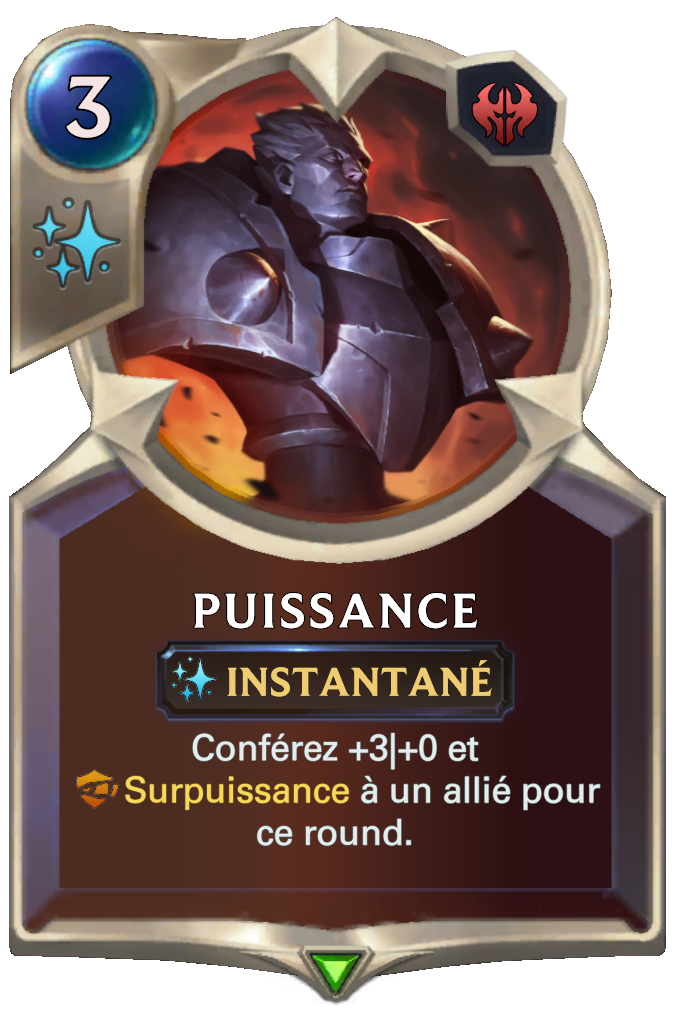 3
PUISSANCE
INSTANTANÉ
Conférez +3|+0 et
Surpuissance à un allié pour
ce round.